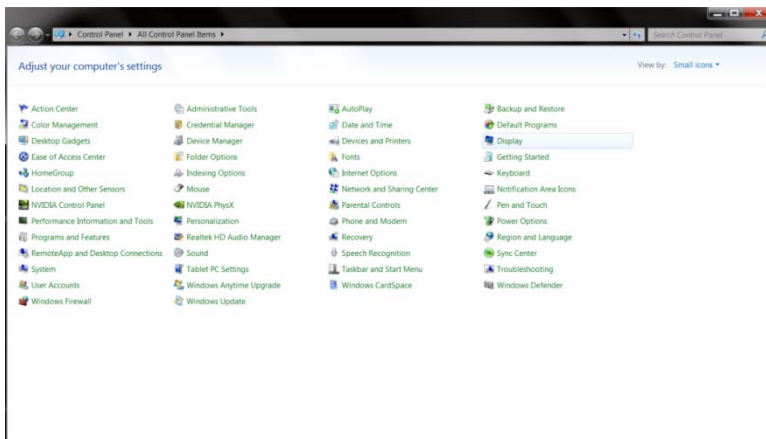 Control Panel ▸ All Control Panel Items ▸ Search Control Panel
Adjust your computer's settings View by: Small icons
Action Center Administrative Tools AutoPlay Backup and Restore
Color Management Credential Manager Date and Time Default Programs
Desktop Gadgets Device Manager Devices and Printers Display
Ease of Access Center Folder Options Fonts Getting Started
HomeGroup Indexing Options Internet Options Keyboard
Location and Other Sensors Mouse Network and Sharing Center Notification Area Icons
NVIDIA Control Panel NVIDIA PhysX Parental Controls Pen and Touch
Performance Information and Tools Personalization Phone and Modem Power Options
Programs and Features Realtek HD Audio Manager Recovery Region and Language
RemoteApp and Desktop Connections Sound Speech Recognition Sync Center
System Tablet PC Settings Taskbar and Start Menu Troubleshooting
User Accounts Windows Anytime Upgrade Windows CardSpace Windows Defender
Windows Firewall Windows Update